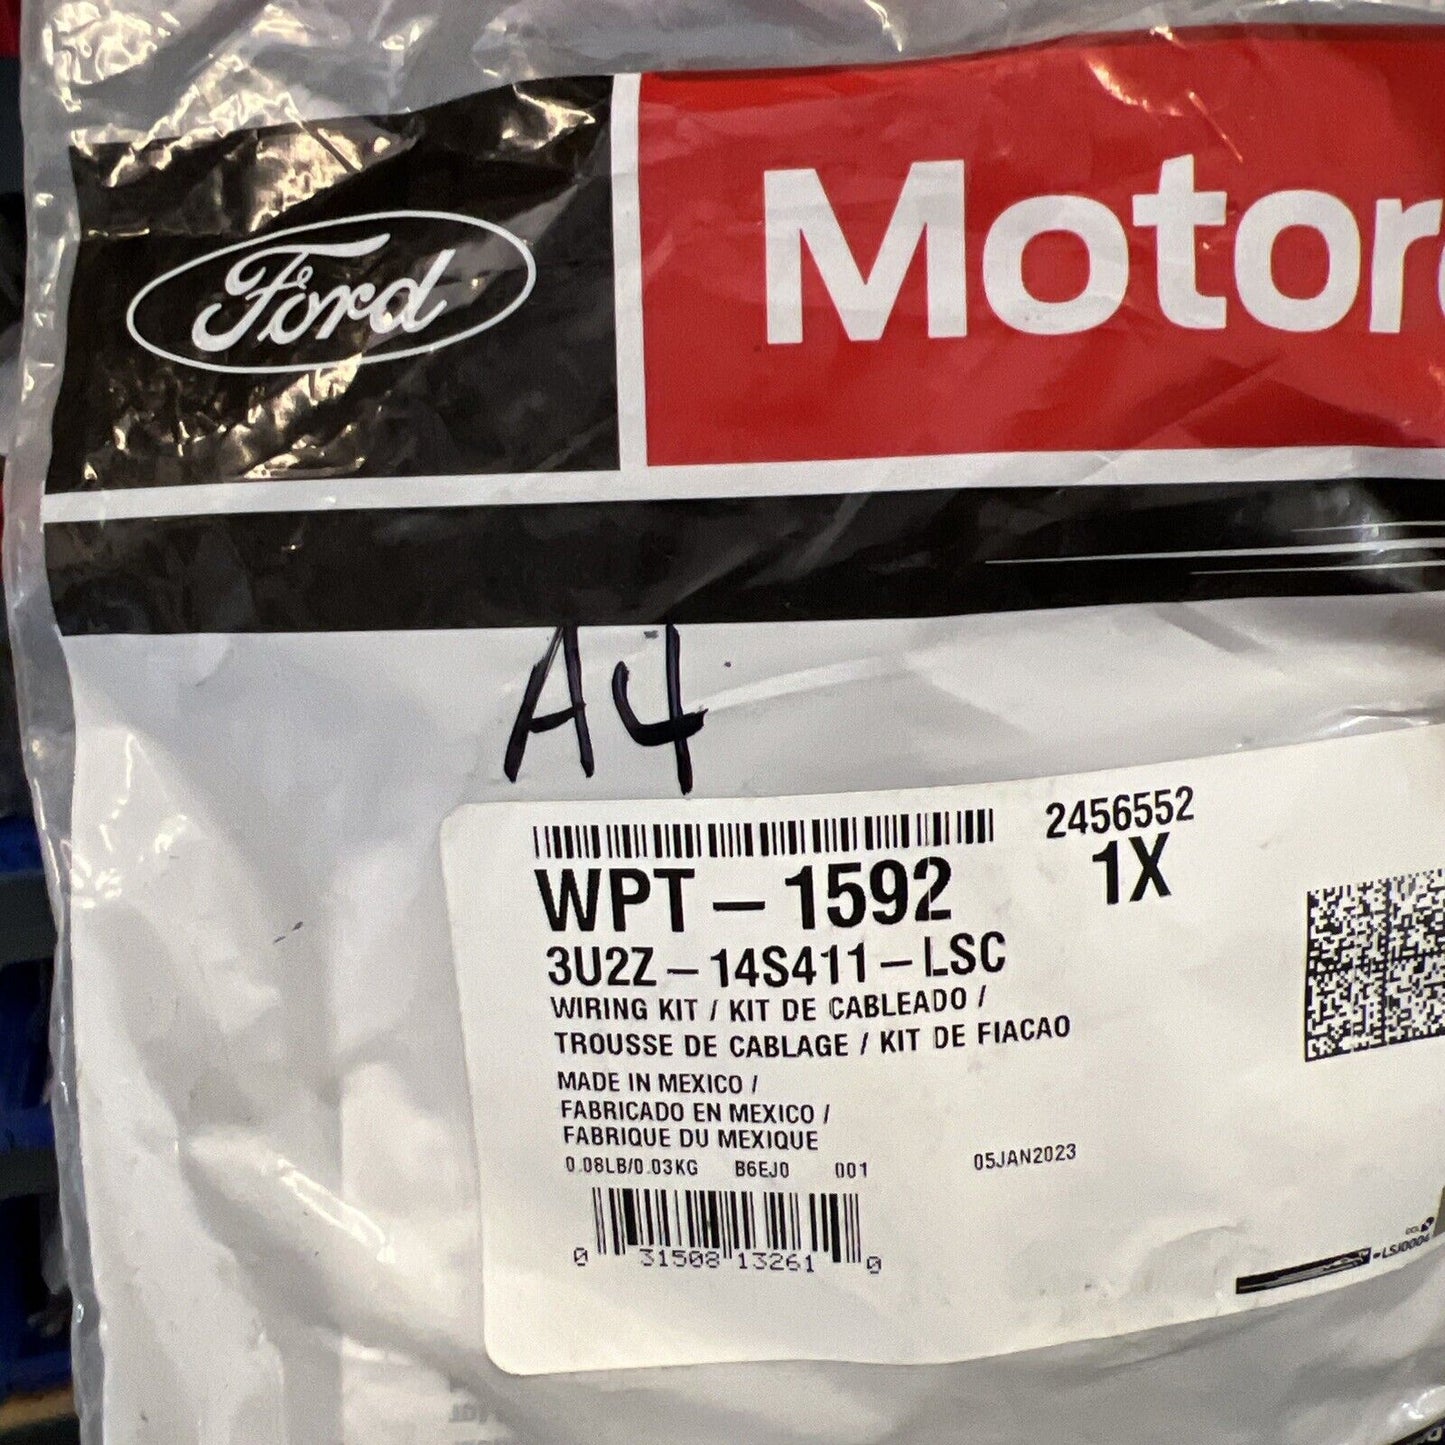 Ford
Motor
A4
2456552
WPT-1592 1X
3U2Z-14S411-LSC
WIRING KIT / KIT DE CABLEADO /
TROUSSE DE CABLAGE / KIT DE FIACAO
MADE IN MEXICO /
FABRICADO EN MEXICO /
FABRIQUE DU MEXIQUE
0.08LB/0.03KG B6EJ0 001 05JAN2023
0 31508 13261 0